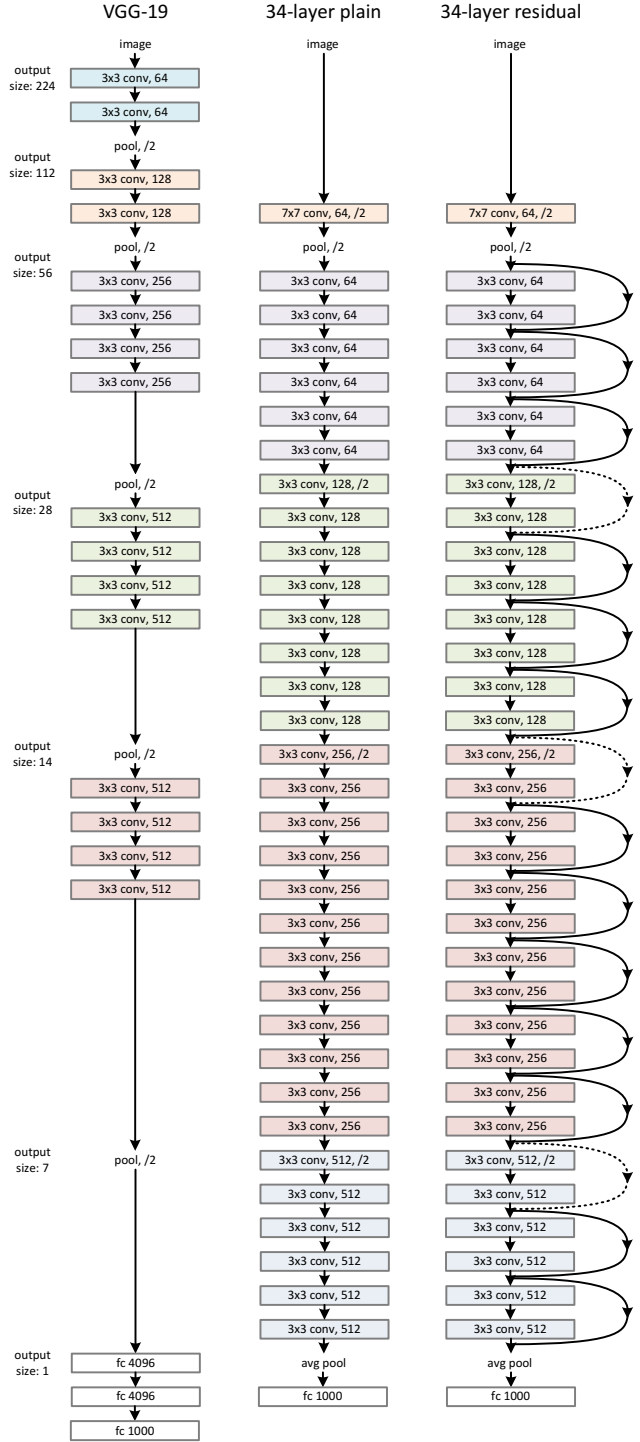 VGG-19
34-layer plain
34-layer residual
output
size: 224
output
size: 112
output
size: 56
output
size: 28
output
size: 14
output
size: 7
output
size: 1
image
3x3 conv, 64
3x3 conv, 64
pool, /2
3x3 conv, 128
3x3 conv, 128
pool, /2
3x3 conv, 256
3x3 conv, 256
3x3 conv, 256
3x3 conv, 256
pool, /2
3x3 conv, 512
3x3 conv, 512
3x3 conv, 512
3x3 conv, 512
pool, /2
3x3 conv, 512
3x3 conv, 512
3x3 conv, 512
3x3 conv, 512
pool, /2
fc 4096
fc 4096
fc 1000
image
7x7 conv, 64, /2
pool, /2
3x3 conv, 64
3x3 conv, 64
3x3 conv, 64
3x3 conv, 64
3x3 conv, 64
3x3 conv, 64
3x3 conv, 128, /2
3x3 conv, 128
3x3 conv, 128
3x3 conv, 128
3x3 conv, 128
3x3 conv, 128
3x3 conv, 128
3x3 conv, 128
3x3 conv, 256, /2
3x3 conv, 256
3x3 conv, 256
3x3 conv, 256
3x3 conv, 256
3x3 conv, 256
3x3 conv, 256
3x3 conv, 256
3x3 conv, 256
3x3 conv, 256
3x3 conv, 256
3x3 conv, 256
3x3 conv, 512, /2
3x3 conv, 512
3x3 conv, 512
3x3 conv, 512
3x3 conv, 512
3x3 conv, 512
avg pool
fc 1000
image
7x7 conv, 64, /2
pool, /2
3x3 conv, 64
3x3 conv, 64
3x3 conv, 64
3x3 conv, 64
3x3 conv, 64
3x3 conv, 64
3x3 conv, 128, /2
3x3 conv, 128
3x3 conv, 128
3x3 conv, 128
3x3 conv, 128
3x3 conv, 128
3x3 conv, 128
3x3 conv, 128
3x3 conv, 256, /2
3x3 conv, 256
3x3 conv, 256
3x3 conv, 256
3x3 conv, 256
3x3 conv, 256
3x3 conv, 256
3x3 conv, 256
3x3 conv, 256
3x3 conv, 256
3x3 conv, 256
3x3 conv, 256
3x3 conv, 512, /2
3x3 conv, 512
3x3 conv, 512
3x3 conv, 512
3x3 conv, 512
3x3 conv, 512
avg pool
fc 1000